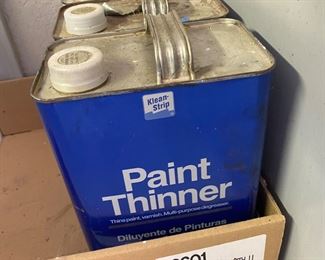 Klean-
Strip
Paint
Thinner
Thins paint, varnish. Multi-purpose degreaser.
Diluyente de Pinturas